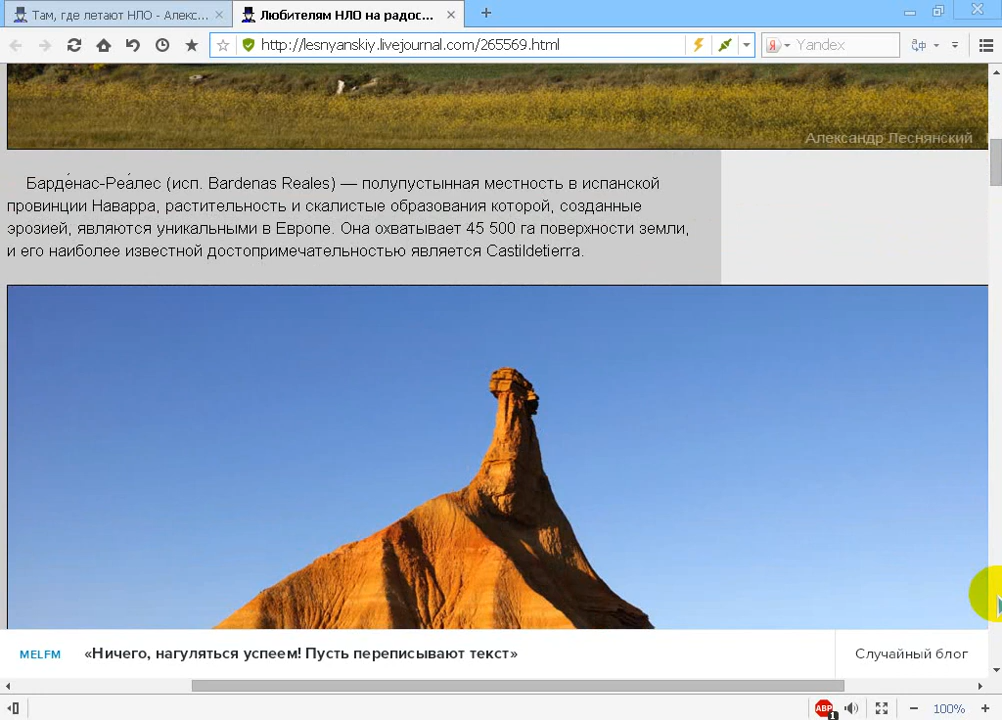 Там, где летают НЛО - Алекс...
Любителям НЛО на радос...
http://lesnyanskiy.livejournal.com/265569.html
Yandex
Александр Леснянский
Барде́нас-Реа́лес (исп. Bardenas Reales) — полупустынная местность в испанской
провинции Наварра, растительность и скалистые образования которой, созданные
эрозией, являются уникальными в Европе. Она охватывает 45 500 га поверхности земли,
и его наиболее известной достопримечательностью является Castildetierra.
MELFM
«Ничего, нагуляться успеем! Пусть переписывают текст»
Случайный блог
ABP
1
100%